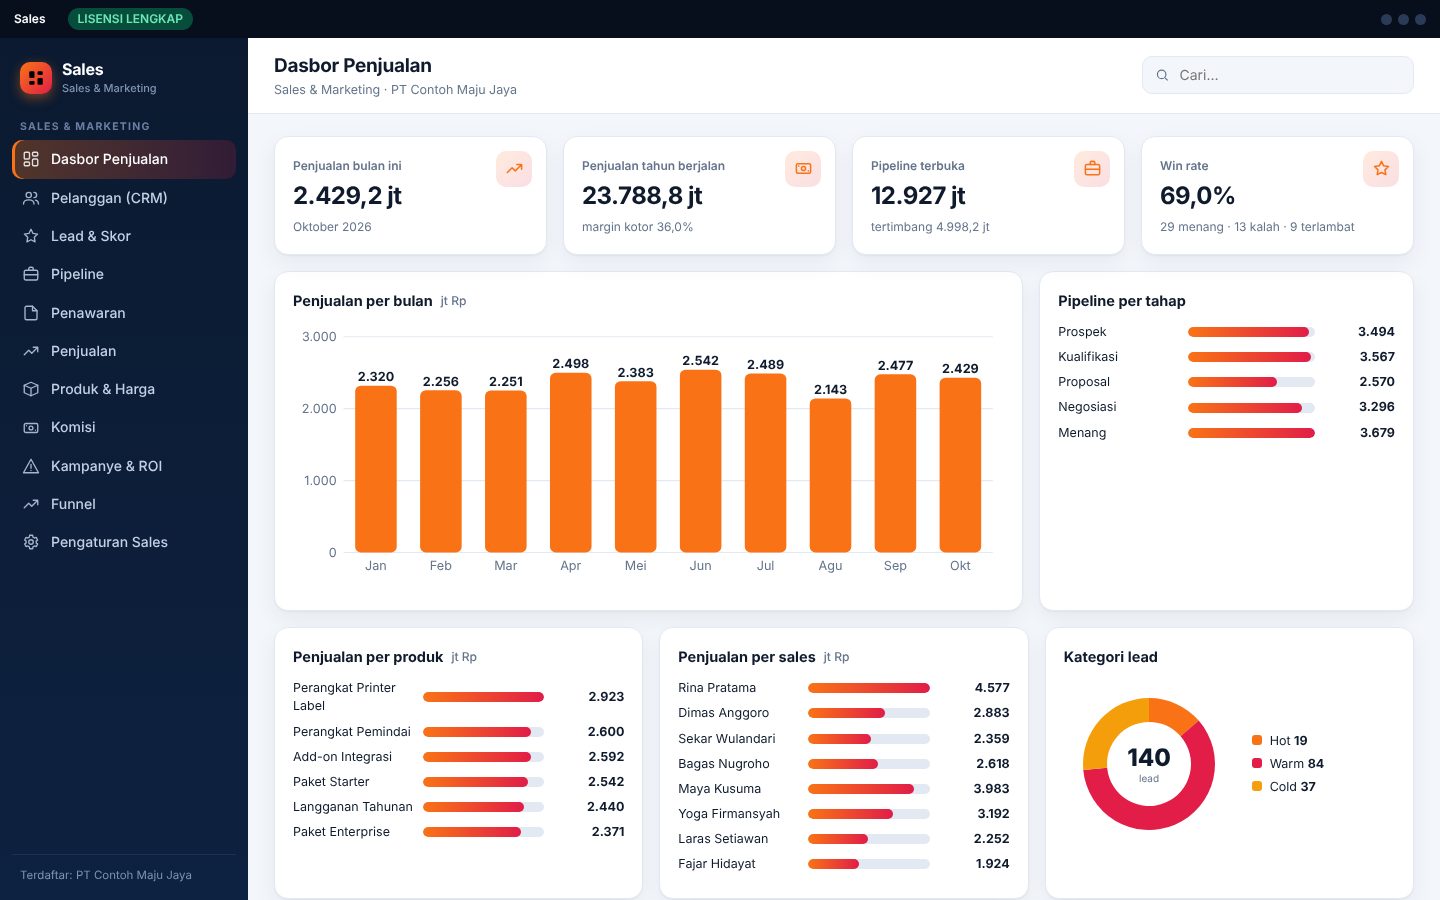 Sales
LISENSI LENGKAP
Sales
Sales & Marketing
SALES & MARKETING
Dasbor Penjualan
Pelanggan (CRM)
Lead & Skor
Pipeline
Penawaran
Penjualan
Produk & Harga
Komisi
Kampanye & ROI
Funnel
Pengaturan Sales
Terdaftar: PT Contoh Maju Jaya
Dasbor Penjualan
Sales & Marketing · PT Contoh Maju Jaya
Cari...
Penjualan bulan ini
2.429,2 jt
Oktober 2026
Penjualan tahun berjalan
23.788,8 jt
margin kotor 36,0%
Pipeline terbuka
12.927 jt
tertimbang 4.998,2 jt
Win rate
69,0%
29 menang · 13 kalah · 9 terlambat
Penjualan per bulan jt Rp
3.000
2.000
1.000
0
2.320
2.256
2.251
2.498
2.383
2.542
2.489
2.143
2.477
2.429
Jan
Feb
Mar
Apr
Mei
Jun
Jul
Agu
Sep
Okt
Pipeline per tahap
Prospek 3.494
Kualifikasi 3.567
Proposal 2.570
Negosiasi 3.296
Menang 3.679
Penjualan per produk jt Rp
Perangkat Printer
Label 2.923
Perangkat Pemindai 2.600
Add-on Integrasi 2.592
Paket Starter 2.542
Langganan Tahunan 2.440
Paket Enterprise 2.371
Penjualan per sales jt Rp
Rina Pratama 4.577
Dimas Anggoro 2.883
Sekar Wulandari 2.359
Bagas Nugroho 2.618
Maya Kusuma 3.983
Yoga Firmansyah 3.192
Laras Setiawan 2.252
Fajar Hidayat 1.924
Kategori lead
140
lead
Hot 19
Warm 84
Cold 37